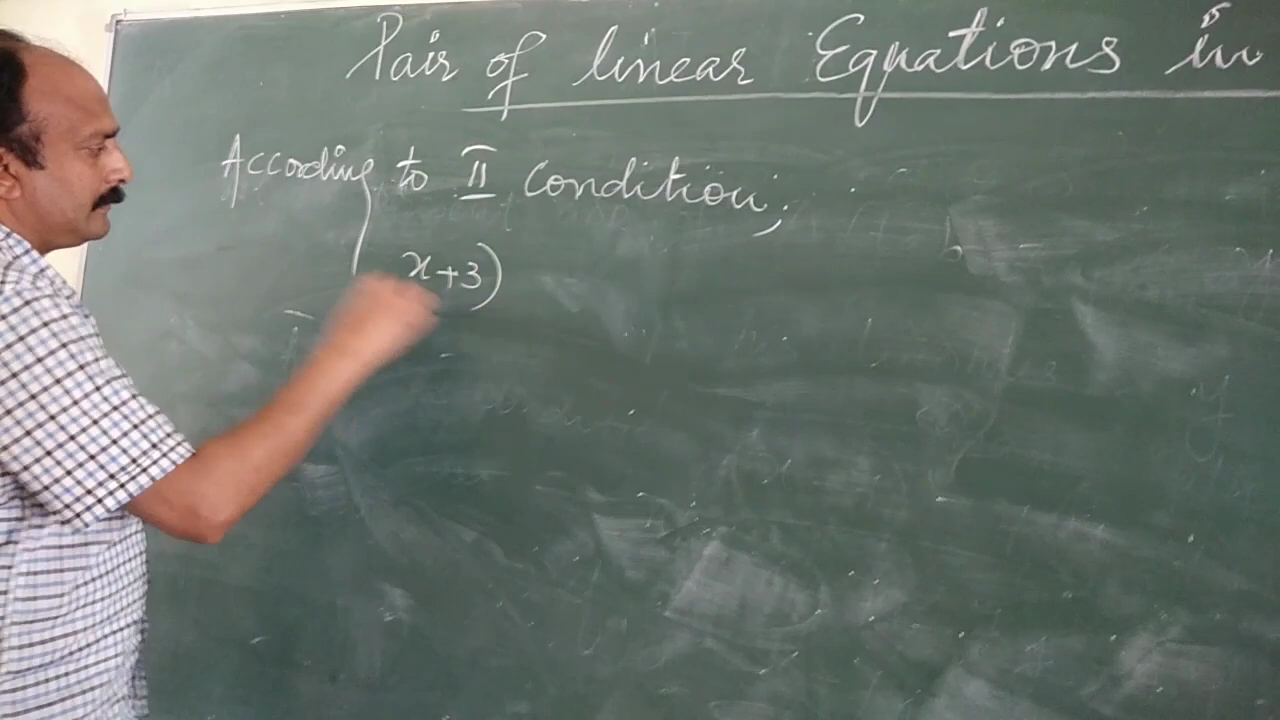 Pair of linear Equations in
According to II condition,
(x+3)